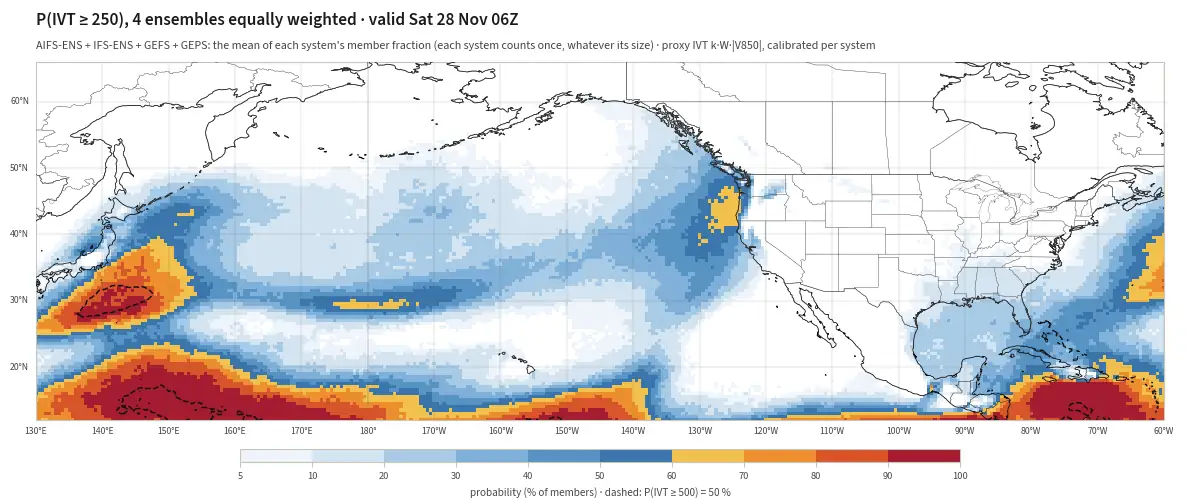 P(IVT ≥ 250), 4 ensembles equally weighted · valid Sat 28 Nov 06Z
AIFS-ENS + IFS-ENS + GEFS + GEPS: the mean of each system's member fraction (each system counts once, whatever its size) · proxy IVT k·W·|V850|, calibrated per system
60°N
50°N
40°N
30°N
20°N
130°E 140°E 150°E 160°E 170°E 180° 170°W 160°W 150°W 140°W 130°W 120°W 110°W 100°W 90°W 80°W 70°W 60°W
5 10 20 30 40 50 60 70 80 90 100
probability (% of members) · dashed: P(IVT ≥ 500) = 50 %